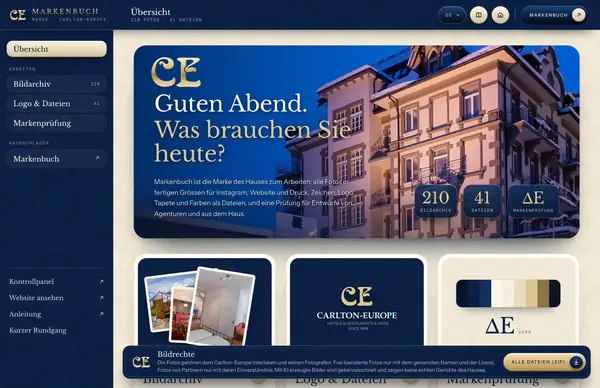 CE MARKENBUCH
MARKE · CARLTON-EUROPE
Übersicht
210 FOTOS · 41 DATEIEN
DE
MARKENBUCH
Übersicht
ARBEITEN
Bildarchiv 210
Logo & Dateien 41
Markenprüfung
NACHSCHLAGEN
Markenbuch
Kontrollpanel
Website ansehen
Anleitung
Kurzer Rundgang
CE
Guten Abend.
Was brauchen Sie
heute?
Markenbuch ist die Marke des Hauses zum Arbeiten: alle Fotos in
fertigen Grössen für Instagram, Website und Druck, Zeichen, Logo,
Tapete und Farben als Dateien, und eine Prüfung für Entwürfe von
Agenturen und aus dem Haus.
210
BILDARCHIV
41
DATEIEN
ΔE
MARKENPRÜFUNG
CE
CARLTON-EUROPE
HOTELS & RESTAURANTS & MEHR
SINCE 1898
ΔE 2000
CE
Bildrechte
Die Fotos gehören dem Carlton-Europe Interlaken und seinen Fotografen. Frei lizenzierte Fotos nur mit dem genannten Namen und der Lizenz.
Fotos von Partnern nur mit deren Einverständnis. Mit KI erzeugte Bilder sind gekennzeichnet und zeigen keine echten Gerichte des Hauses.
ALLE DATEIEN (ZIP)
Bildarchiv
Logo & Dateien
Markenprüfung